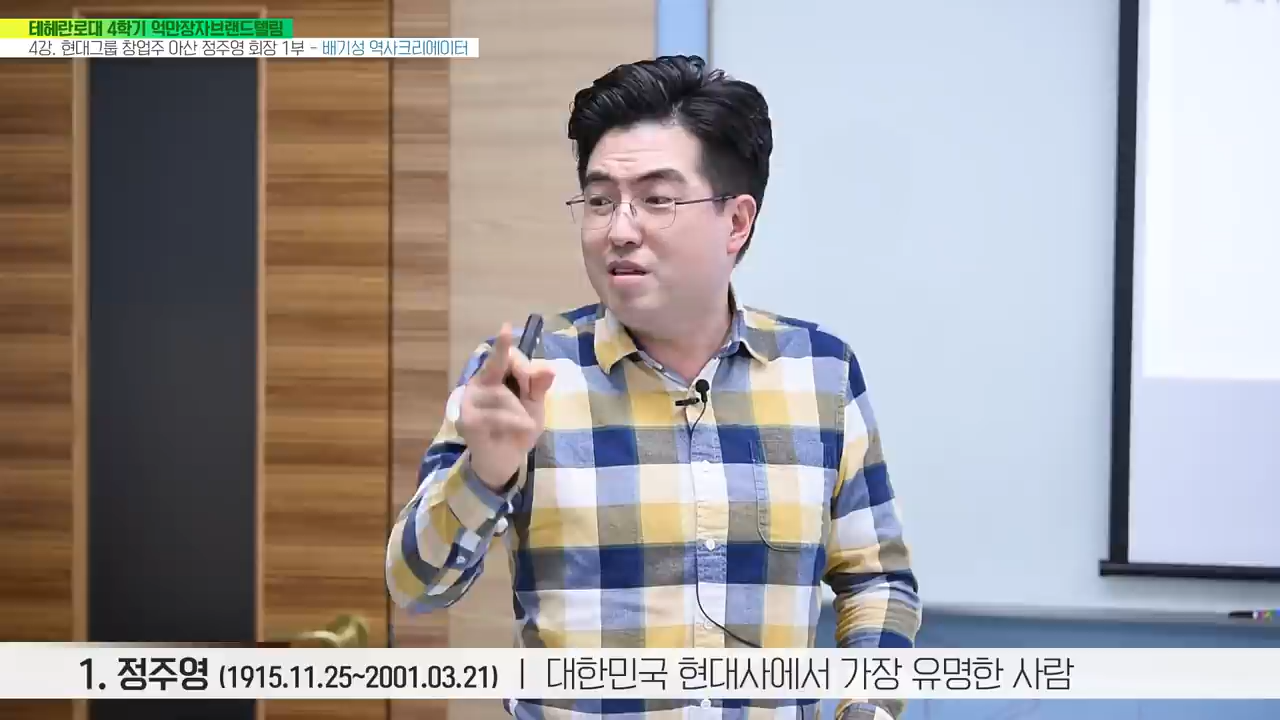 테헤란로대 4학기 억만장자브랜드텔링
4강. 현대그룹 창업주 아산 정주영 회장 1부 - 배기성 역사크리에이터
1. 정주영 (1915.11.25~2001.03.21) ㅣ 대한민국 현대사에서 가장 유명한 사람